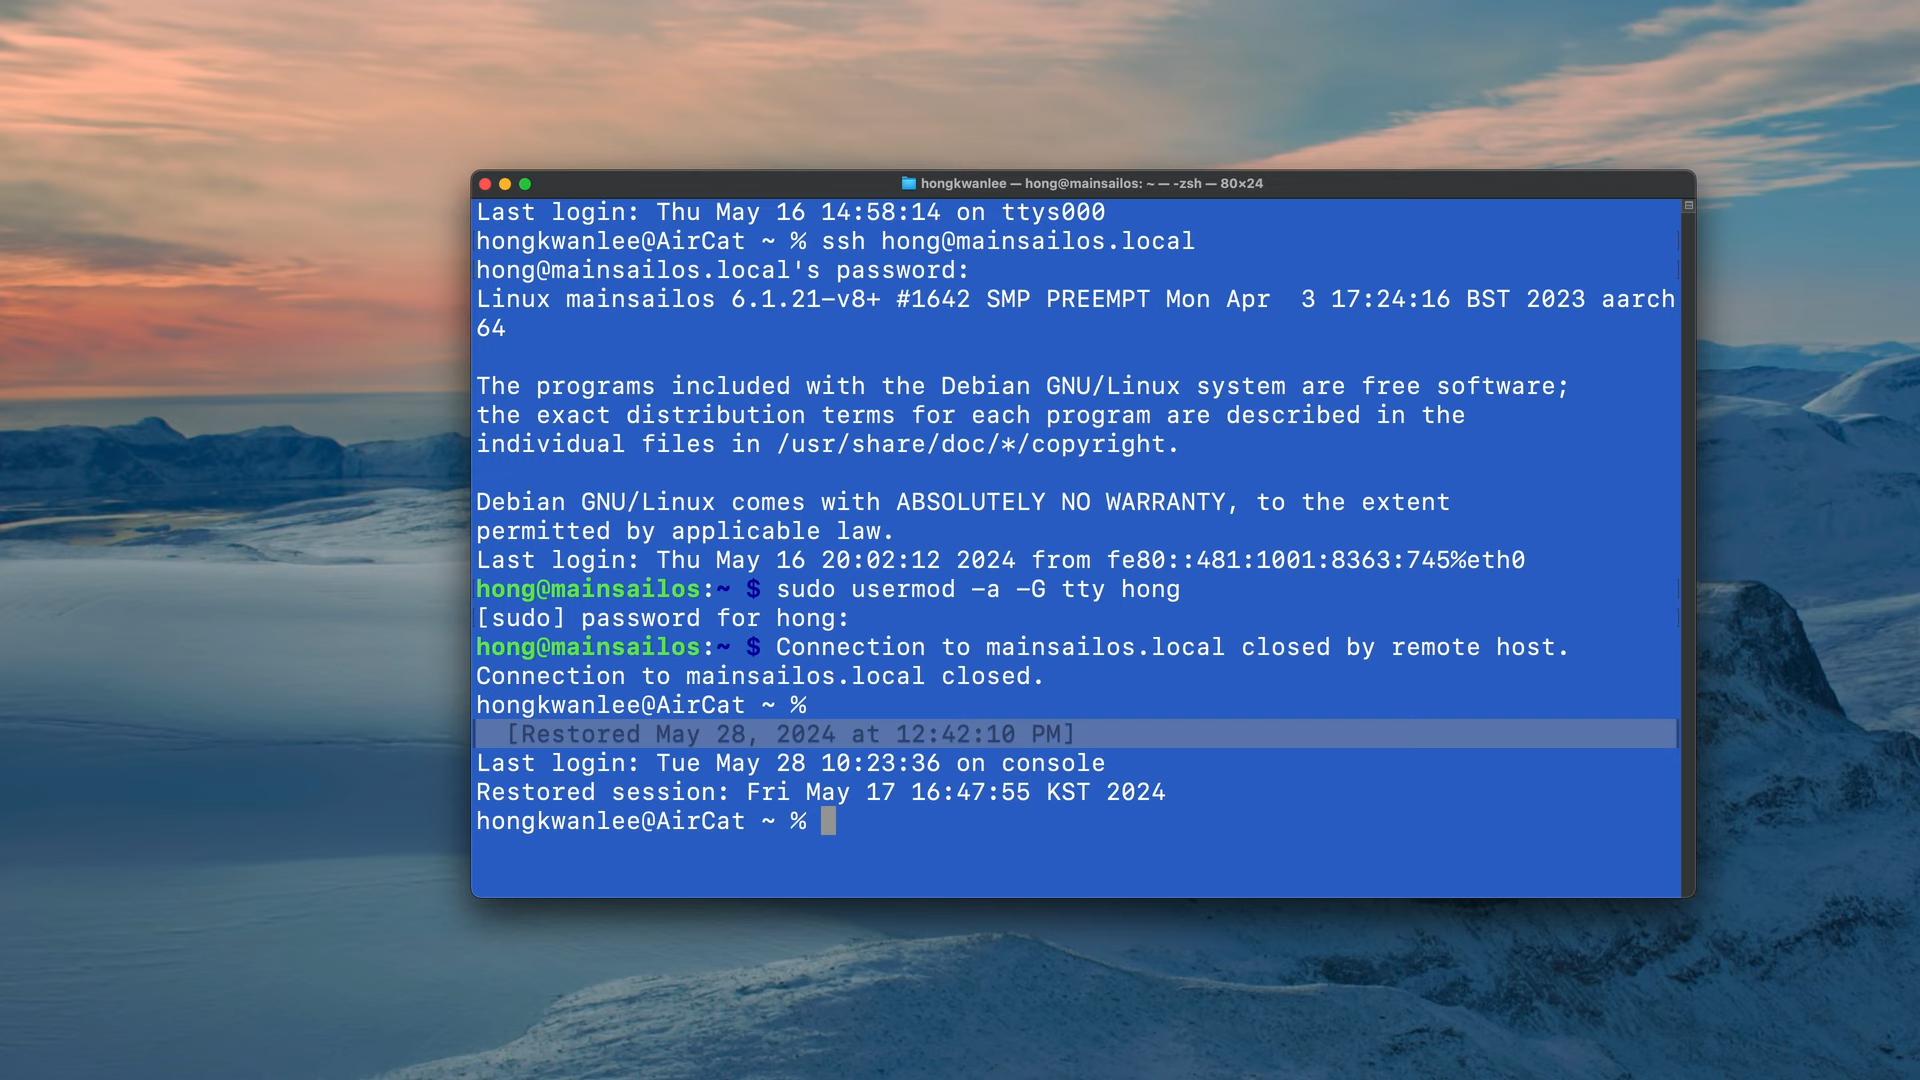 hongkwanlee — hong@mainsailos: ~ — -zsh — 80×24
Last login: Thu May 16 14:58:14 on ttys000
hongkwanlee@AirCat ~ % ssh hong@mainsailos.local
hong@mainsailos.local's password:
Linux mainsailos 6.1.21-v8+ #1642 SMP PREEMPT Mon Apr  3 17:24:16 BST 2023 aarch
64
The programs included with the Debian GNU/Linux system are free software;
the exact distribution terms for each program are described in the
individual files in /usr/share/doc/*/copyright.
Debian GNU/Linux comes with ABSOLUTELY NO WARRANTY, to the extent
permitted by applicable law.
Last login: Thu May 16 20:02:12 2024 from fe80::481:1001:8363:745%eth0
hong@mainsailos:~ $ sudo usermod -a -G tty hong
[sudo] password for hong:
hong@mainsailos:~ $ Connection to mainsailos.local closed by remote host.
Connection to mainsailos.local closed.
hongkwanlee@AirCat ~ %
[Restored May 28, 2024 at 12:42:10 PM]
Last login: Tue May 28 10:23:36 on console
Restored session: Fri May 17 16:47:55 KST 2024
hongkwanlee@AirCat ~ %